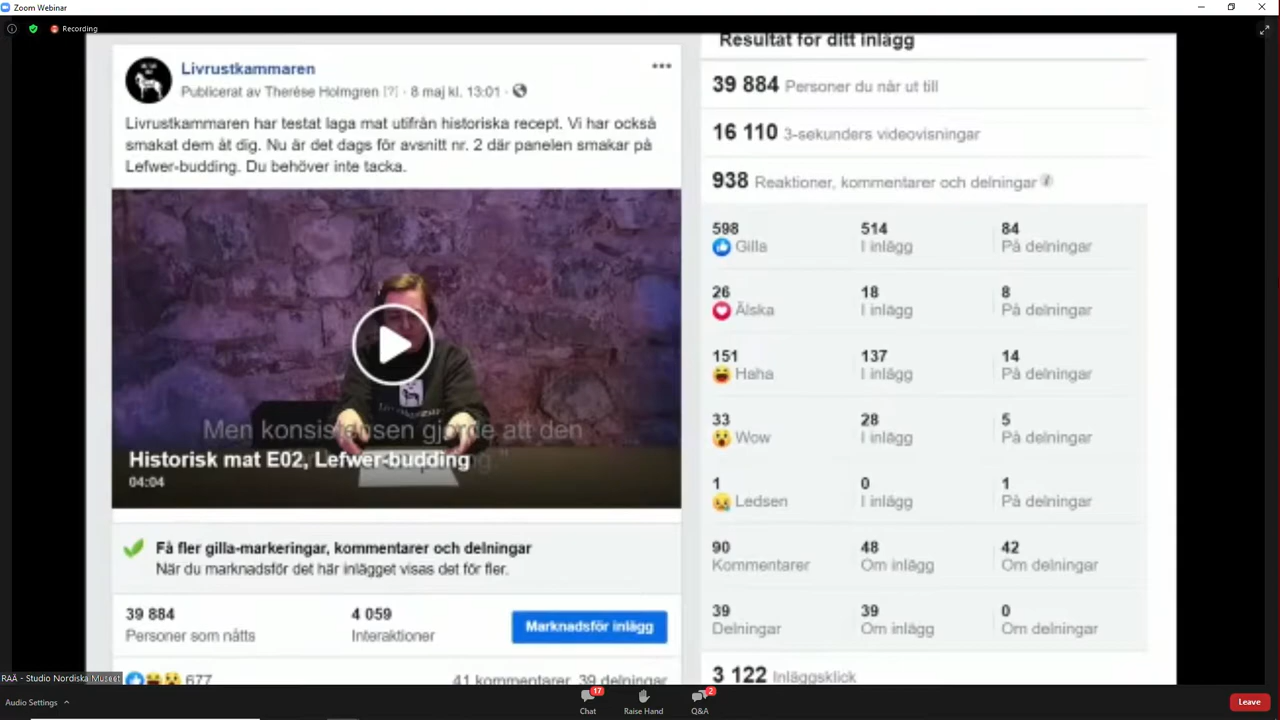 Zoom Webinar
Recording
Livrustkammaren
Publicerat av Therése Holmgren [?] · 8 maj kl. 13:01 ·
Livrustkammaren har testat laga mat utifrån historiska recept. Vi har också
smakat dem åt dig. Nu är det dags för avsnitt nr. 2 där panelen smakar på
Lefwer-budding. Du behöver inte tacka.
Men konsistensen gjorde att den
Historisk mat E02, Lefwer-budding
04:04
Få fler gilla-markeringar, kommentarer och delningar
När du marknadsför det här inlägget visas det för fler.
39 884
Personer som nåtts
4 059
Interaktioner
Marknadsför inlägg
677
41 kommentarer, 39 delningar
Resultat för ditt inlägg
39 884 Personer du når ut till
16 110 3-sekunders videovisningar
938 Reaktioner, kommentarer och delningar
598 514 84
Gilla I inlägg På delningar
26 18 8
Älska I inlägg På delningar
151 137 14
Haha I inlägg På delningar
33 28 5
Wow I inlägg På delningar
1 0 1
Ledsen I inlägg På delningar
90 48 42
Kommentarer Om inlägg Om delningar
39 39 0
Delningar Om inlägg Om delningar
3 122 Inläggsklick
RAÄ - Studio Nordiska Museet
Audio Settings
17
Chat
Raise Hand
2
Q&A
Leave